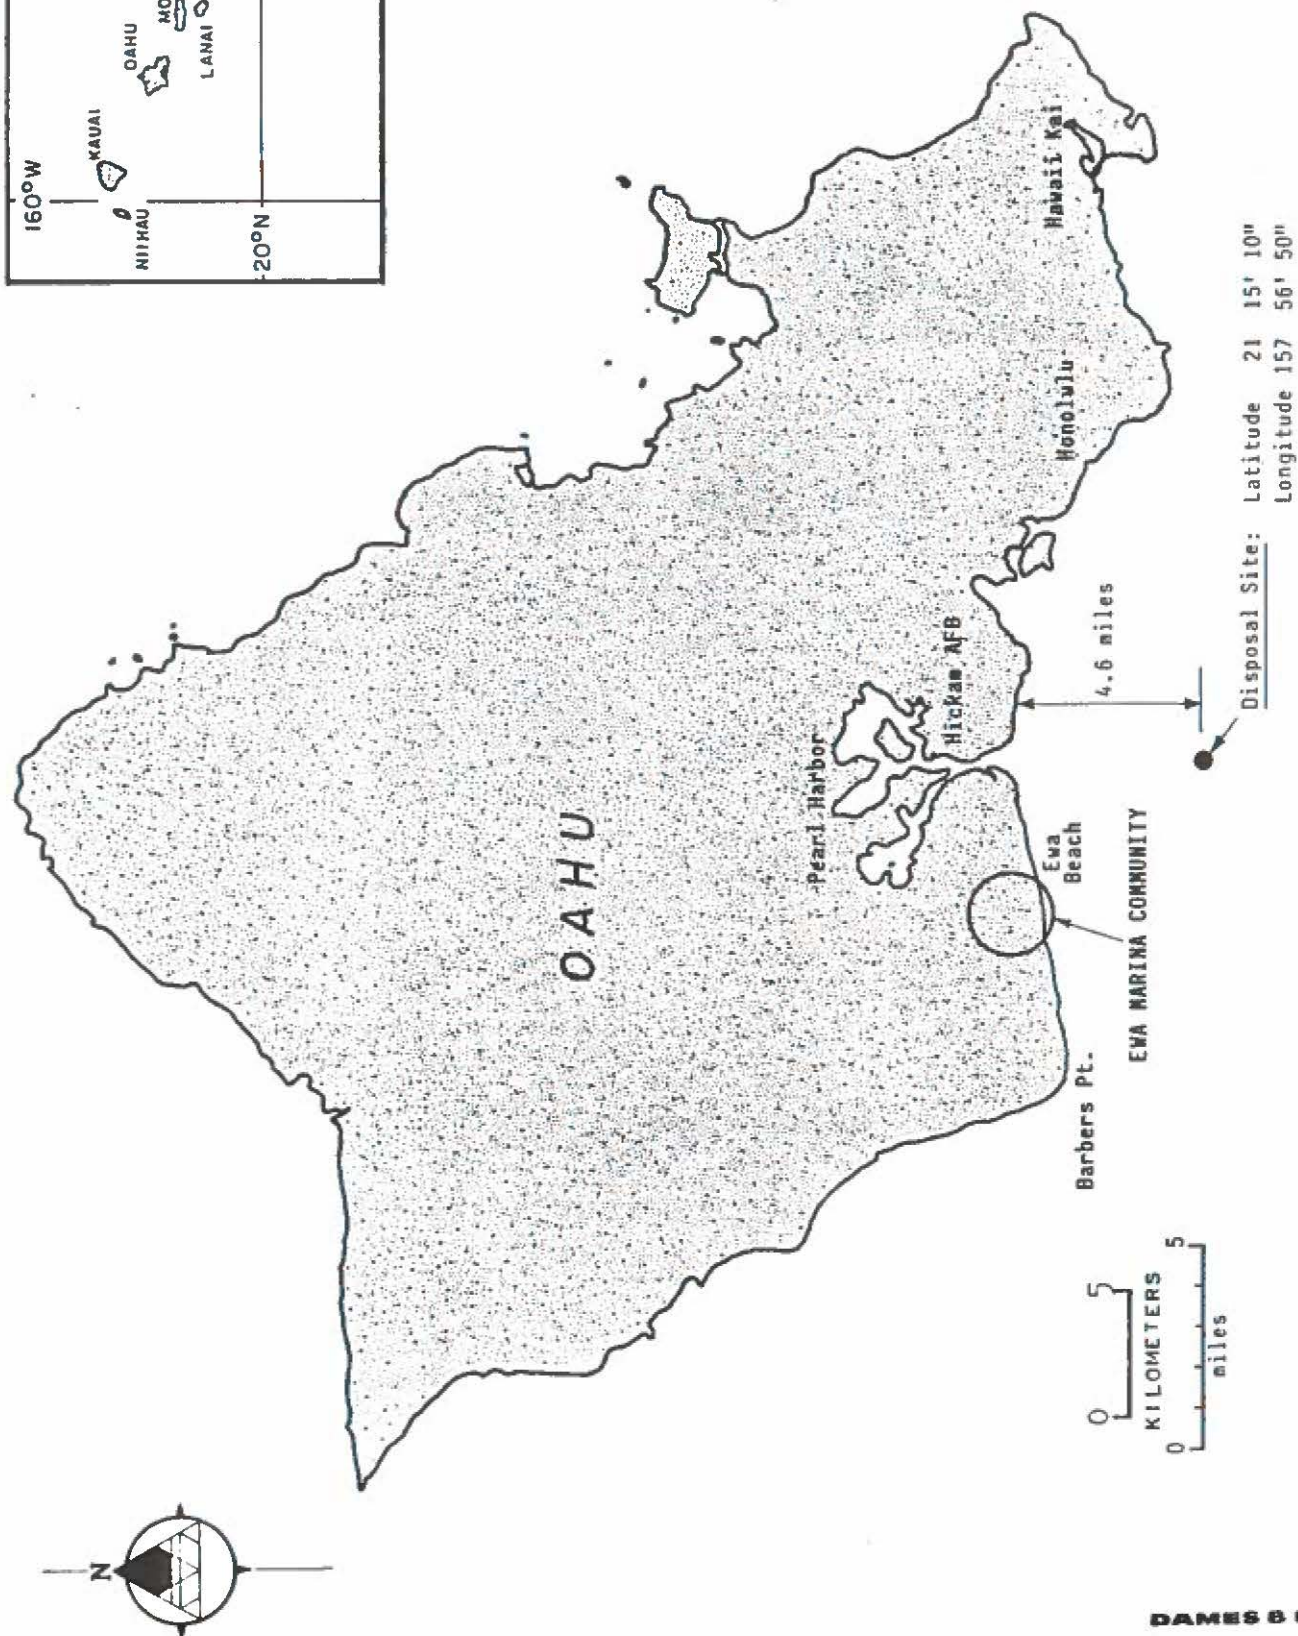 160°W
KAUAI
NIIHAU
OAHU
LANAI
20°N
N
OAHU
Pearl Harbor
Hickam AFB
Honolulu
Hawaii Kai
Ewa
Beach
EWA MARINA COMMUNITY
Barbers Pt.
4.6 miles
Disposal Site: Latitude 21 15' 10"
Longitude 157 56' 50"
0 5
KILOMETERS
0 5
miles
DAMES &